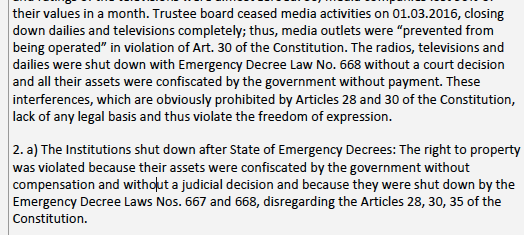 their values in a month. Trustee board ceased media activities on 01.03.2016, closing
down dailies and televisions completely; thus, media outlets were “prevented from
being operated” in violation of Art. 30 of the Constitution. The radios, televisions and
dailies were shut down with Emergency Decree Law No. 668 without a court decision
and all their assets were confiscated by the government without payment. These
interferences, which are obviously prohibited by Articles 28 and 30 of the Constitution,
lack of any legal basis and thus violate the freedom of expression.
2. a) The Institutions shut down after State of Emergency Decrees: The right to property
was violated because their assets were confiscated by the government without
compensation and without a judicial decision and because they were shut down by the
Emergency Decree Laws Nos. 667 and 668, disregarding the Articles 28, 30, 35 of the
Constitution.